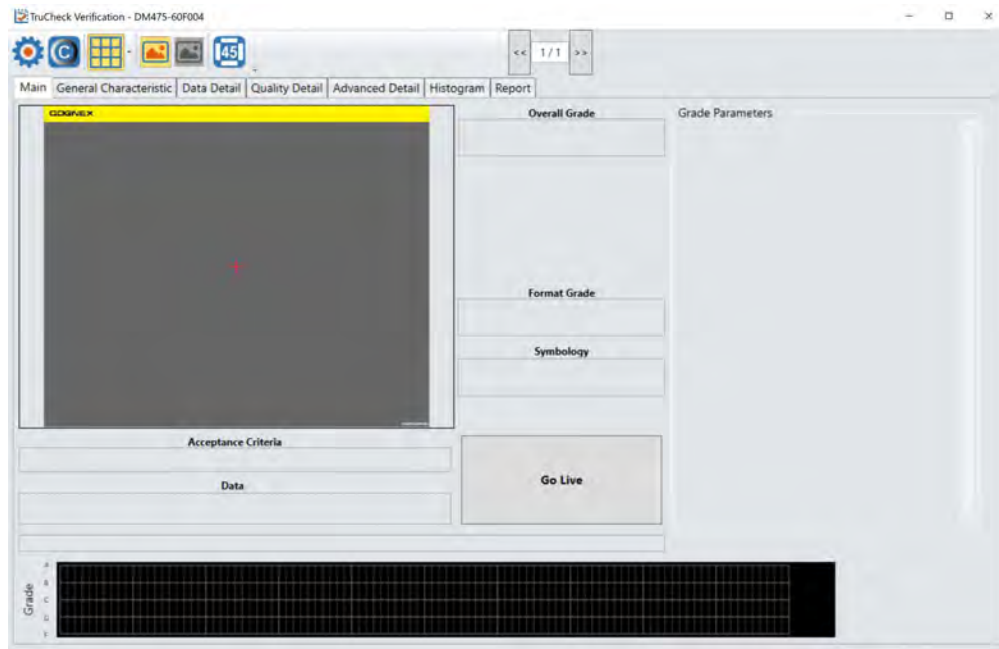 TruCheck Verification - DM475-60F004
<< 1 / 1 >>
45
Main General Characteristic Data Detail Quality Detail Advanced Detail Histogram Report
COGNEX
Overall Grade
Grade Parameters
Format Grade
Symbology
Acceptance Criteria
Go Live
Data
Grade
A
B
C
D
F